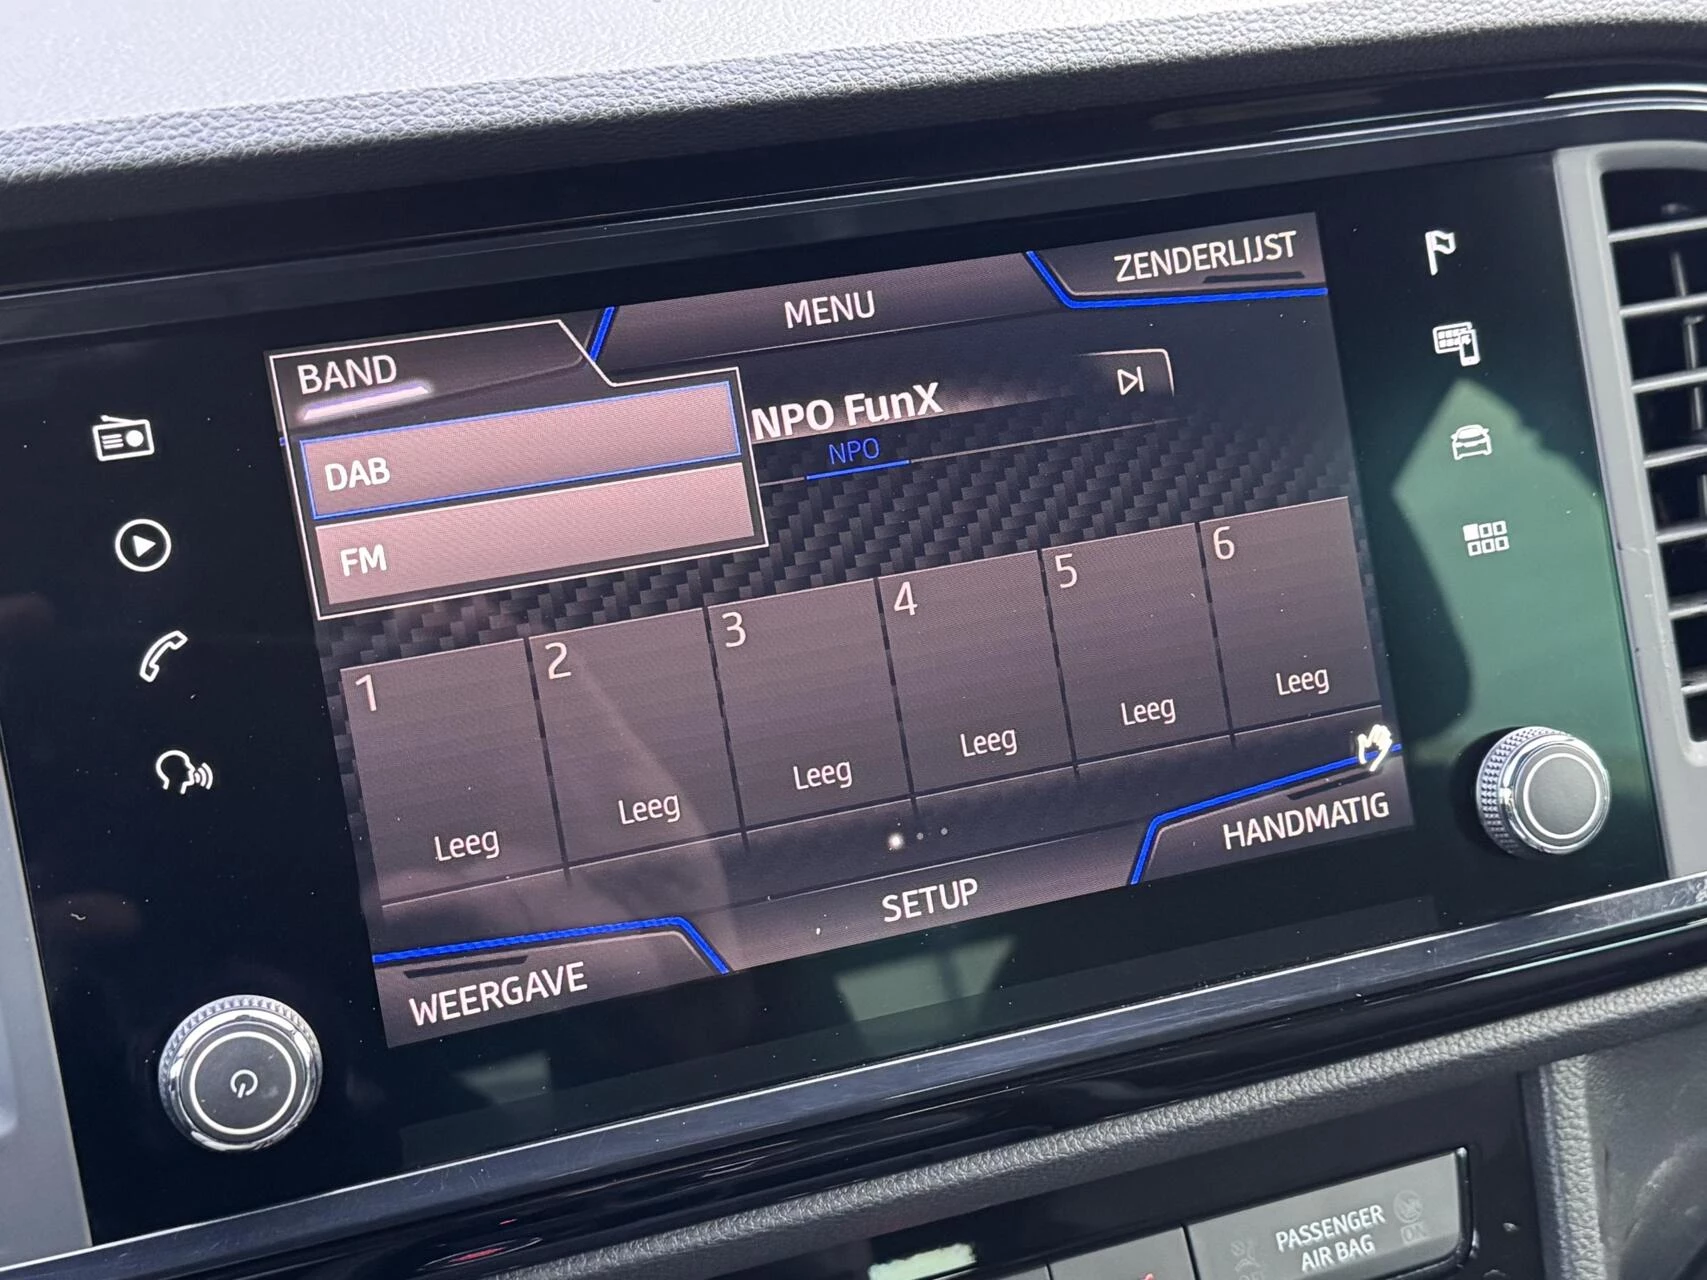 BAND
MENU
ZENDERLIJST
DAB
FM
NPO FunX
NPO
1
Leeg
2
Leeg
3
Leeg
4
Leeg
5
Leeg
6
Leeg
WEERGAVE
SETUP
HANDMATIG
PASSENGER
AIR BAG